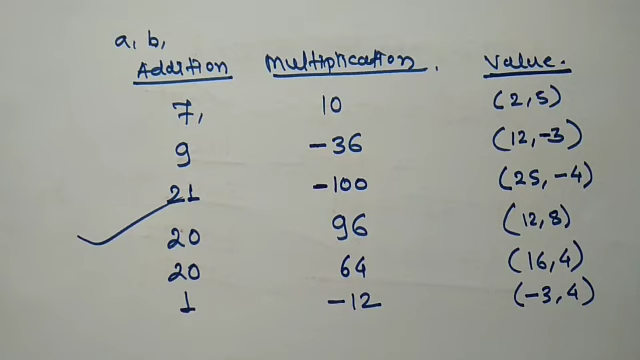 a, b,
Addition Multiplication. Value.
7, 10 (2,5)
9 -36 (12,-3)
21 -100 (25,-4)
20 96 (12,8)
20 64 (16,4)
1 -12 (-3,4)